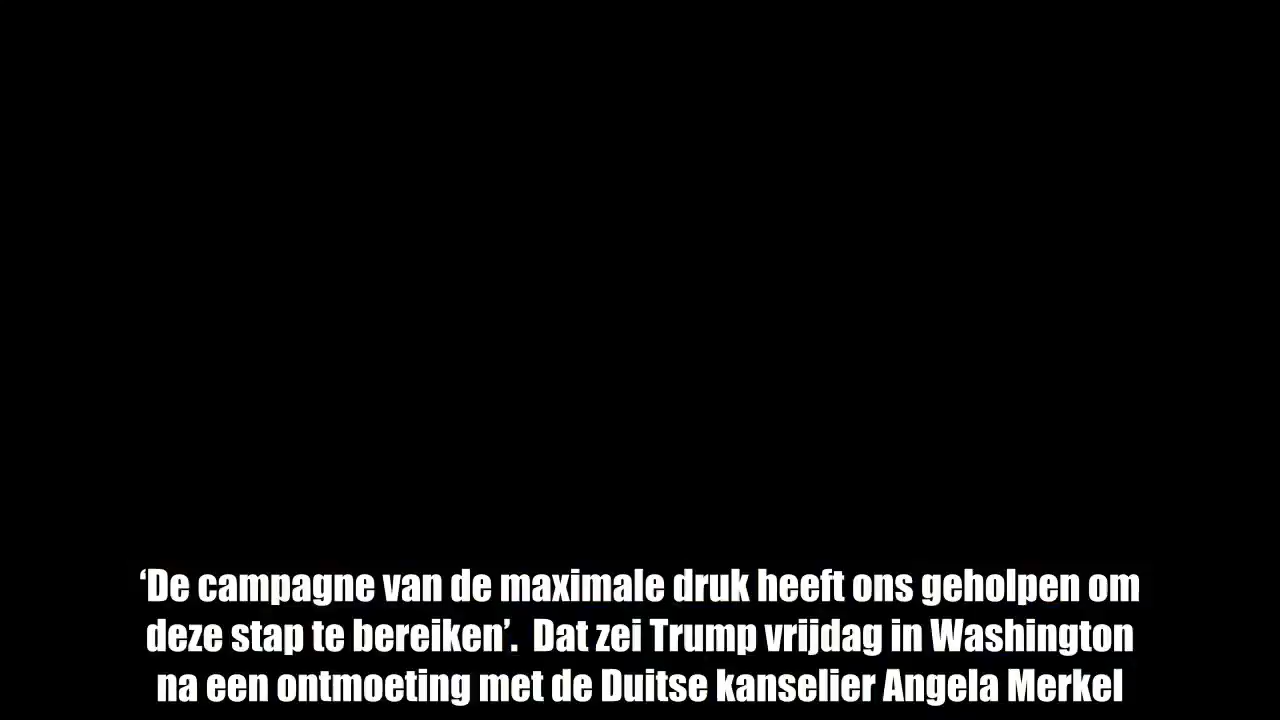 ‘De campagne van de maximale druk heeft ons geholpen om
deze stap te bereiken’.  Dat zei Trump vrijdag in Washington
na een ontmoeting met de Duitse kanselier Angela Merkel